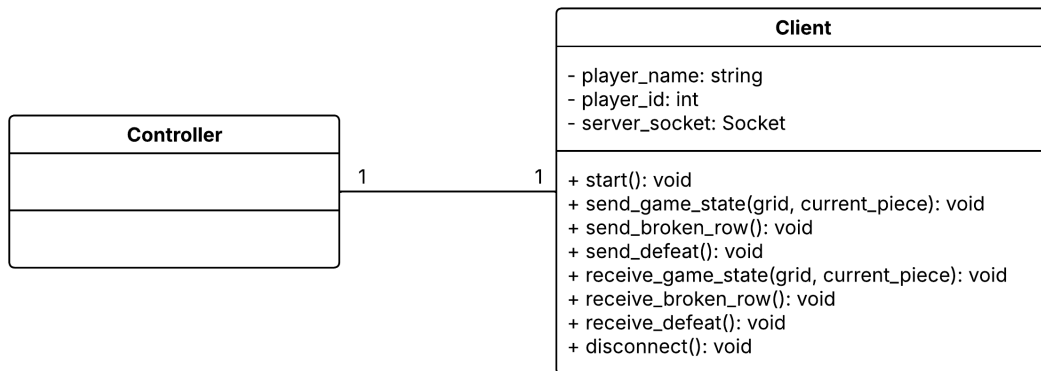 Controller
1
1
Client
- player_name: string
- player_id: int
- server_socket: Socket
+ start(): void
+ send_game_state(grid, current_piece): void
+ send_broken_row(): void
+ send_defeat(): void
+ receive_game_state(grid, current_piece): void
+ receive_broken_row(): void
+ receive_defeat(): void
+ disconnect(): void